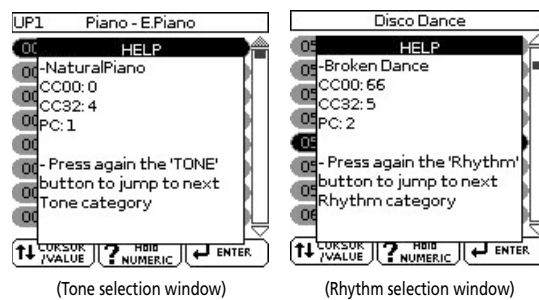 UP1 Piano - E.Piano
HELP
-NaturalPiano
CC00: 0
CC32: 4
PC: 1
- Press again the 'TONE'
button to jump to next
Tone category
CURSOR
/VALUE
? Hold
NUMERIC
ENTER
(Tone selection window)
Disco Dance
HELP
-Broken Dance
CC00: 66
CC32: 5
PC: 2
- Press again the 'Rhythm'
button to jump to next
Rhythm category
CURSOR
/VALUE
? Hold
NUMERIC
ENTER
(Rhythm selection window)